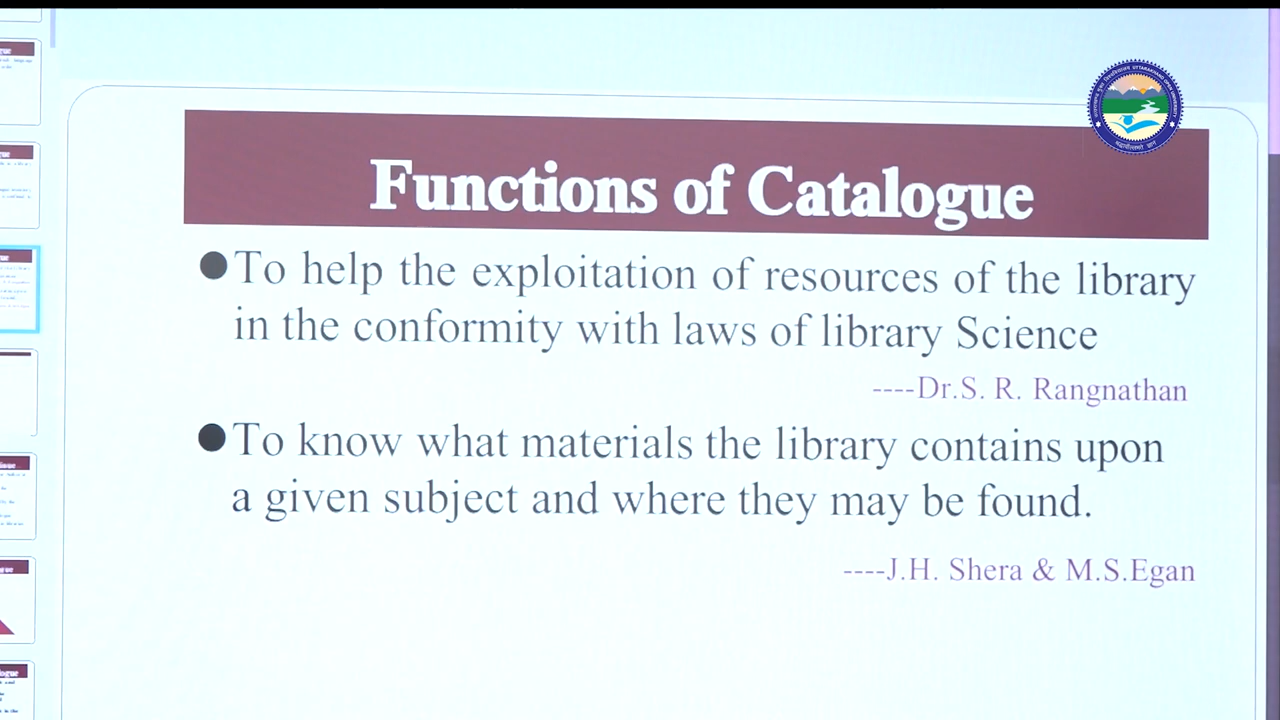 Functions of Catalogue
●To help the exploitation of resources of the library
in the conformity with laws of library Science
----Dr.S. R. Rangnathan
●To know what materials the library contains upon
a given subject and where they may be found.
----J.H. Shera & M.S.Egan